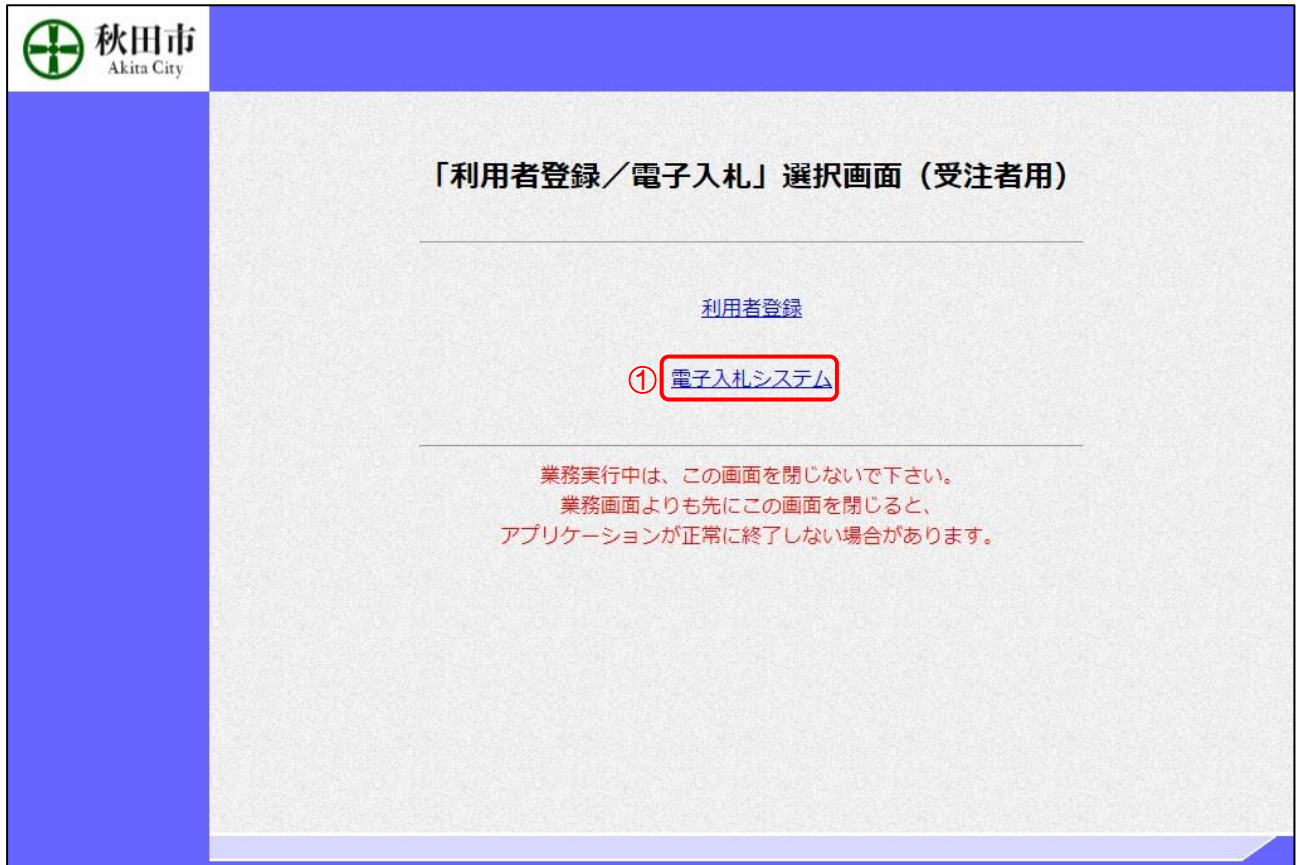 秋田市
Akita City
「利用者登録／電子入札」選択画面（受注者用）
利用者登録
① 電子入札システム
業務実行中は、この画面を閉じないで下さい。
業務画面よりも先にこの画面を閉じると、
アプリケーションが正常に終了しない場合があります。